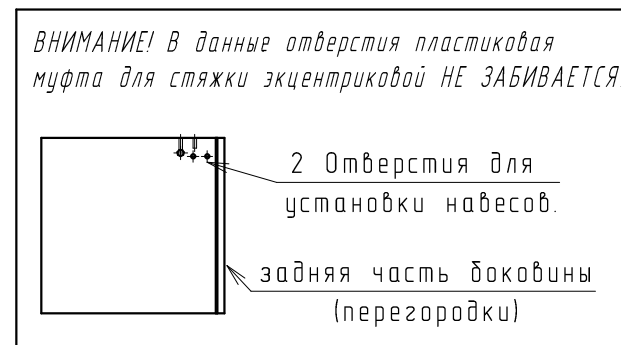 ВНИМАНИЕ! В данные отверстия пластиковая
муфта для стяжки экцентриковой НЕ ЗАБИВАЕТСЯ.
2 Отверстия для
установки навесов.
задняя часть боковины
(перегородки)